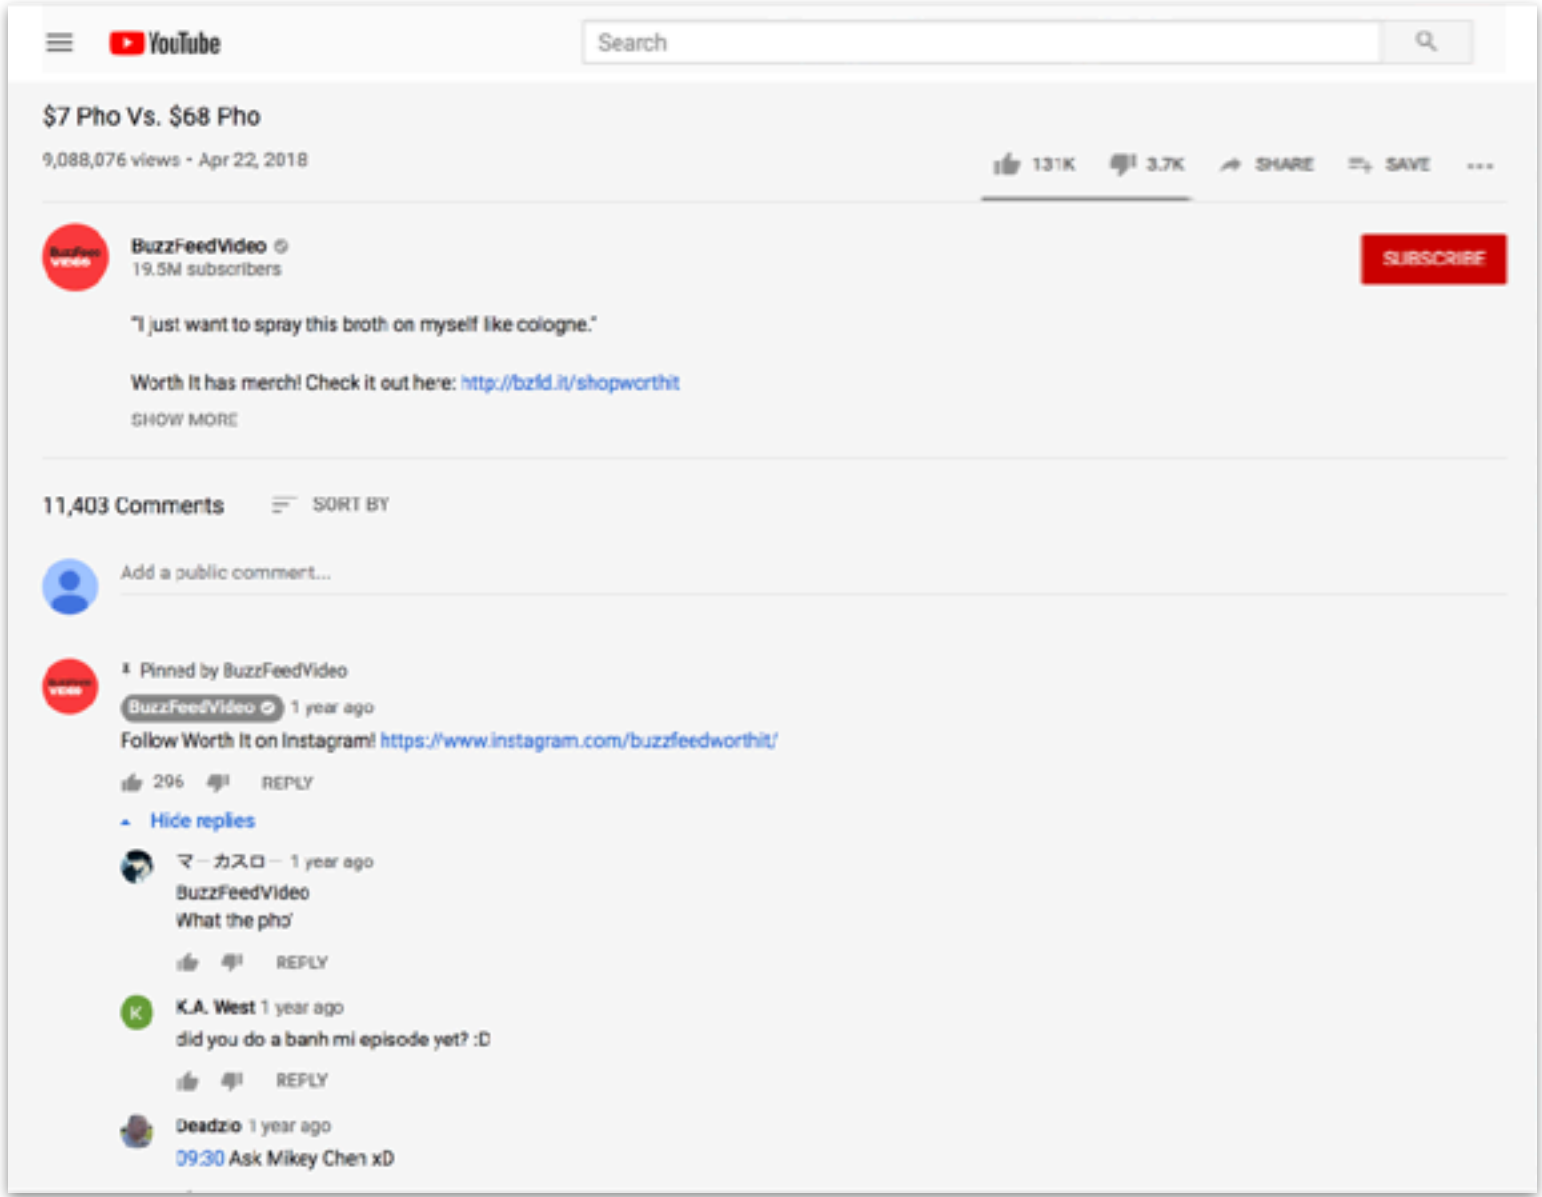 YouTube
Search
$7 Pho Vs. $68 Pho
9,088,076 views • Apr 22, 2018
131K 3.7K SHARE SAVE
BuzzFeed VIDEO
BuzzFeedVideo
19.5M subscribers
SUBSCRIBE
"I just want to spray this broth on myself like cologne."
Worth It has merch! Check it out here: http://bzfd.it/shopworthit
SHOW MORE
11,403 Comments SORT BY
Add a public comment...
BuzzFeed VIDEO
Pinned by BuzzFeedVideo
BuzzFeedVideo 1 year ago
Follow Worth It on Instagram! https://www.instagram.com/buzzfeedworthit/
296 REPLY
Hide replies
マーカスロー 1 year ago
BuzzFeedVideo
What the pho'
REPLY
K
K.A. West 1 year ago
did you do a banh mi episode yet? :D
REPLY
Deadzio 1 year ago
09:30 Ask Mikey Chen xD